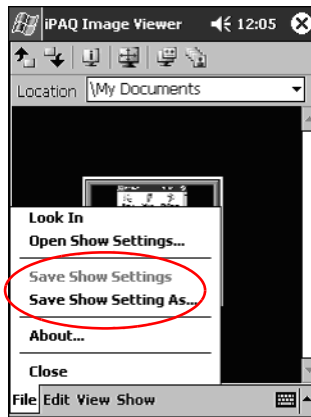 iPAQ Image Viewer 12:05
Location \My Documents
Look In
Open Show Settings...
Save Show Settings
Save Show Setting As...
About...
Close
File Edit View Show